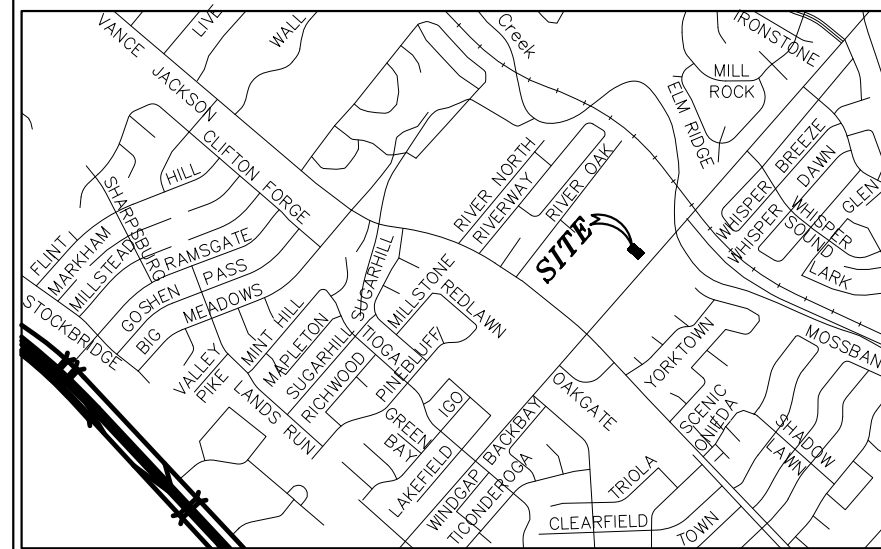 VANCE
JACKSON
LIVE
WALL
Creek
IRONSTONE
MILL
ROCK
ELM RIDGE
CLIFTON FORGE
HILL
FLINT
MARKHAM
MILLSTEAD
SHARPSBURG
RAMSGATE
GOSHEN PASS
BIG MEADOWS
STOCKBRIDGE
RIVER NORTH
RIVERWAY
RIVER OAK
SITE
WHISPER BREEZE
WHISPER DAWN
WHISPER
SOUND
GLEN
LARK
MOSSBAN
SUGARHILL
MILLSTONE
REDLAWN
TIOGA
PINEBLUFF
MINT HILL
MAPLETON
SUGARHILL
RICHWOOD
VALLEY
PIKE
LANDS RUN
GREEN
BAY
IGO
LAKEFIELD
WINDGAP
BACKBAY
TICONDEROGA
OAKGATE
YORKTOWN
SCENIC
ONIEDA
SHADOW
LAWN
TRIOLA
CLEARFIELD
TOWN